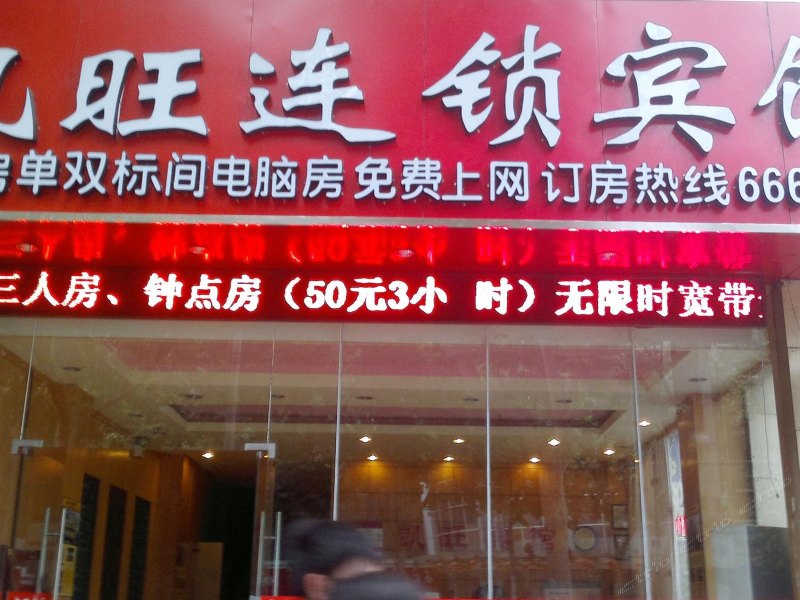 旺连锁宾
单双标间电脑房免费上网 订房热线666
三人房、钟点房（50元3小 时）无限时宽带